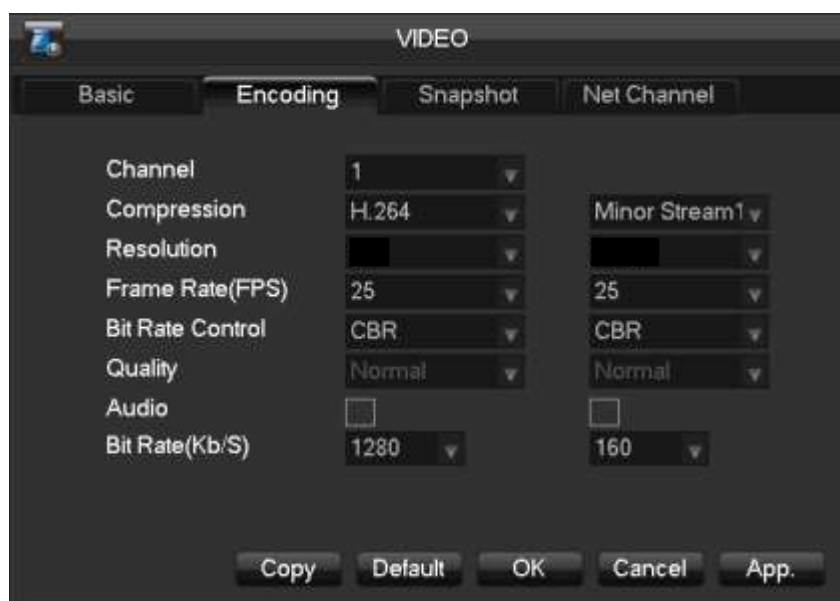 VIDEO
Basic Encoding Snapshot Net Channel
Channel 1
Compression H.264 Minor Stream1
Resolution
Frame Rate(FPS) 25 25
Bit Rate Control CBR CBR
Quality Normal Normal
Audio
Bit Rate(Kb/S) 1280 160
Copy Default OK Cancel App.